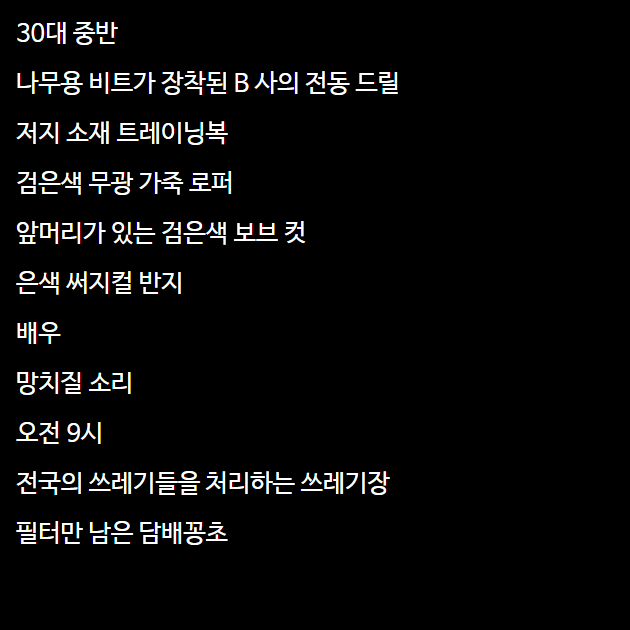 30대 중반
나무용 비트가 장착된 B 사의 전동 드릴
저지 소재 트레이닝복
검은색 무광 가죽 로퍼
앞머리가 있는 검은색 보브 컷
은색 써지컬 반지
배우
망치질 소리
오전 9시
전국의 쓰레기들을 처리하는 쓰레기장
필터만 남은 담배꽁초